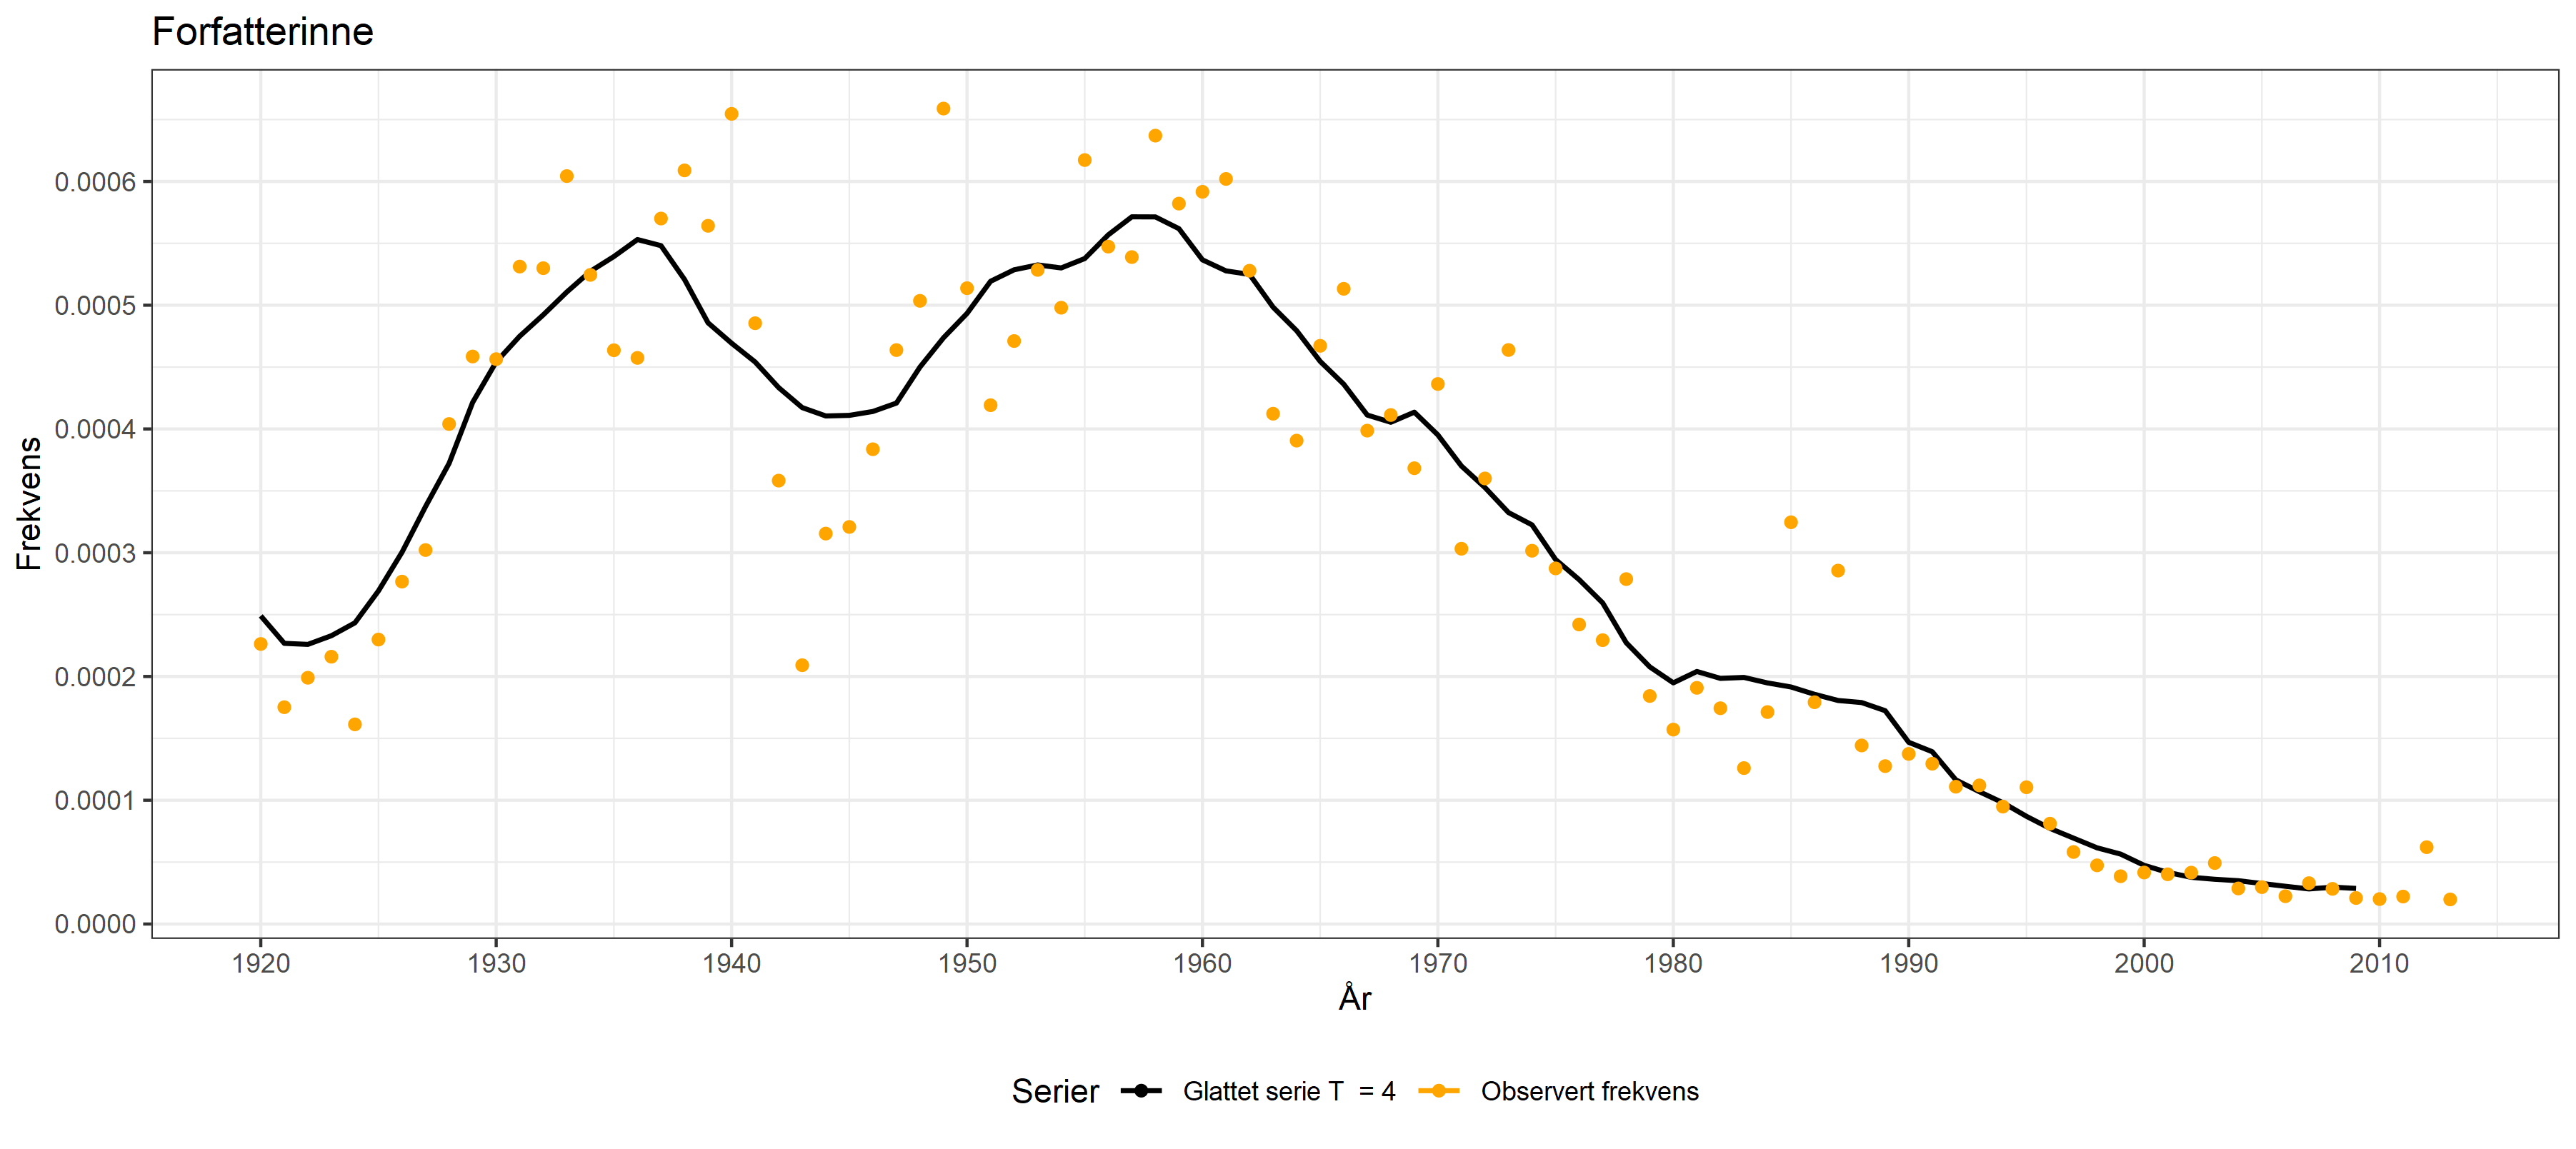 Forfatterinne
Frekvens
0.0006
0.0005
0.0004
0.0003
0.0002
0.0001
0.0000
1920 1930 1940 1950 1960 1970 1980 1990 2000 2010
År
Serier Glattet serie T = 4 Observert frekvens